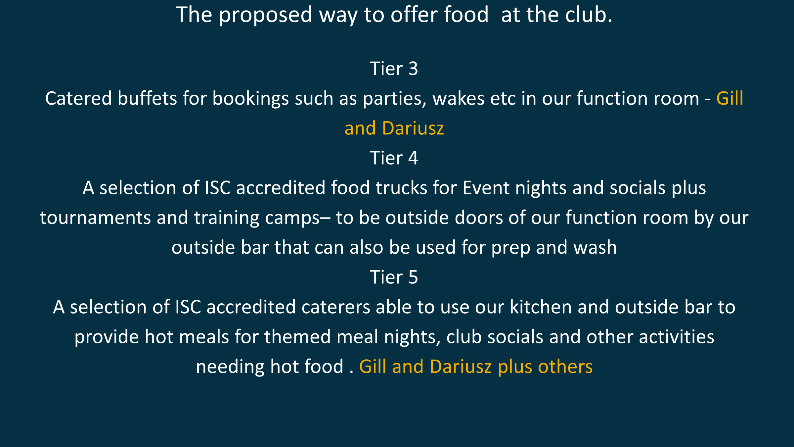 The proposed way to offer food  at the club.
Tier 3
Catered buffets for bookings such as parties, wakes etc in our function room - Gill
and Dariusz
Tier 4
A selection of ISC accredited food trucks for Event nights and socials plus
tournaments and training camps– to be outside doors of our function room by our
outside bar that can also be used for prep and wash
Tier 5
A selection of ISC accredited caterers able to use our kitchen and outside bar to
provide hot meals for themed meal nights, club socials and other activities
needing hot food . Gill and Dariusz plus others